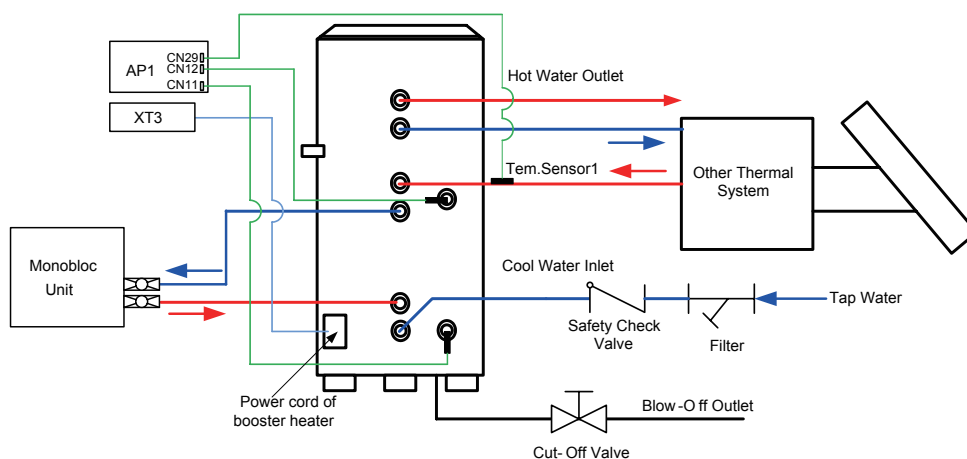 CN29
AP1
CN12
CN11
XT3
Hot Water Outlet
Tem.Sensor1
Other Thermal
System
Monobloc
Unit
Cool Water Inlet
Tap Water
Safety Check
Valve
Filter
Power cord of
booster heater
Blow-O ff Outlet
Cut- Off Valve